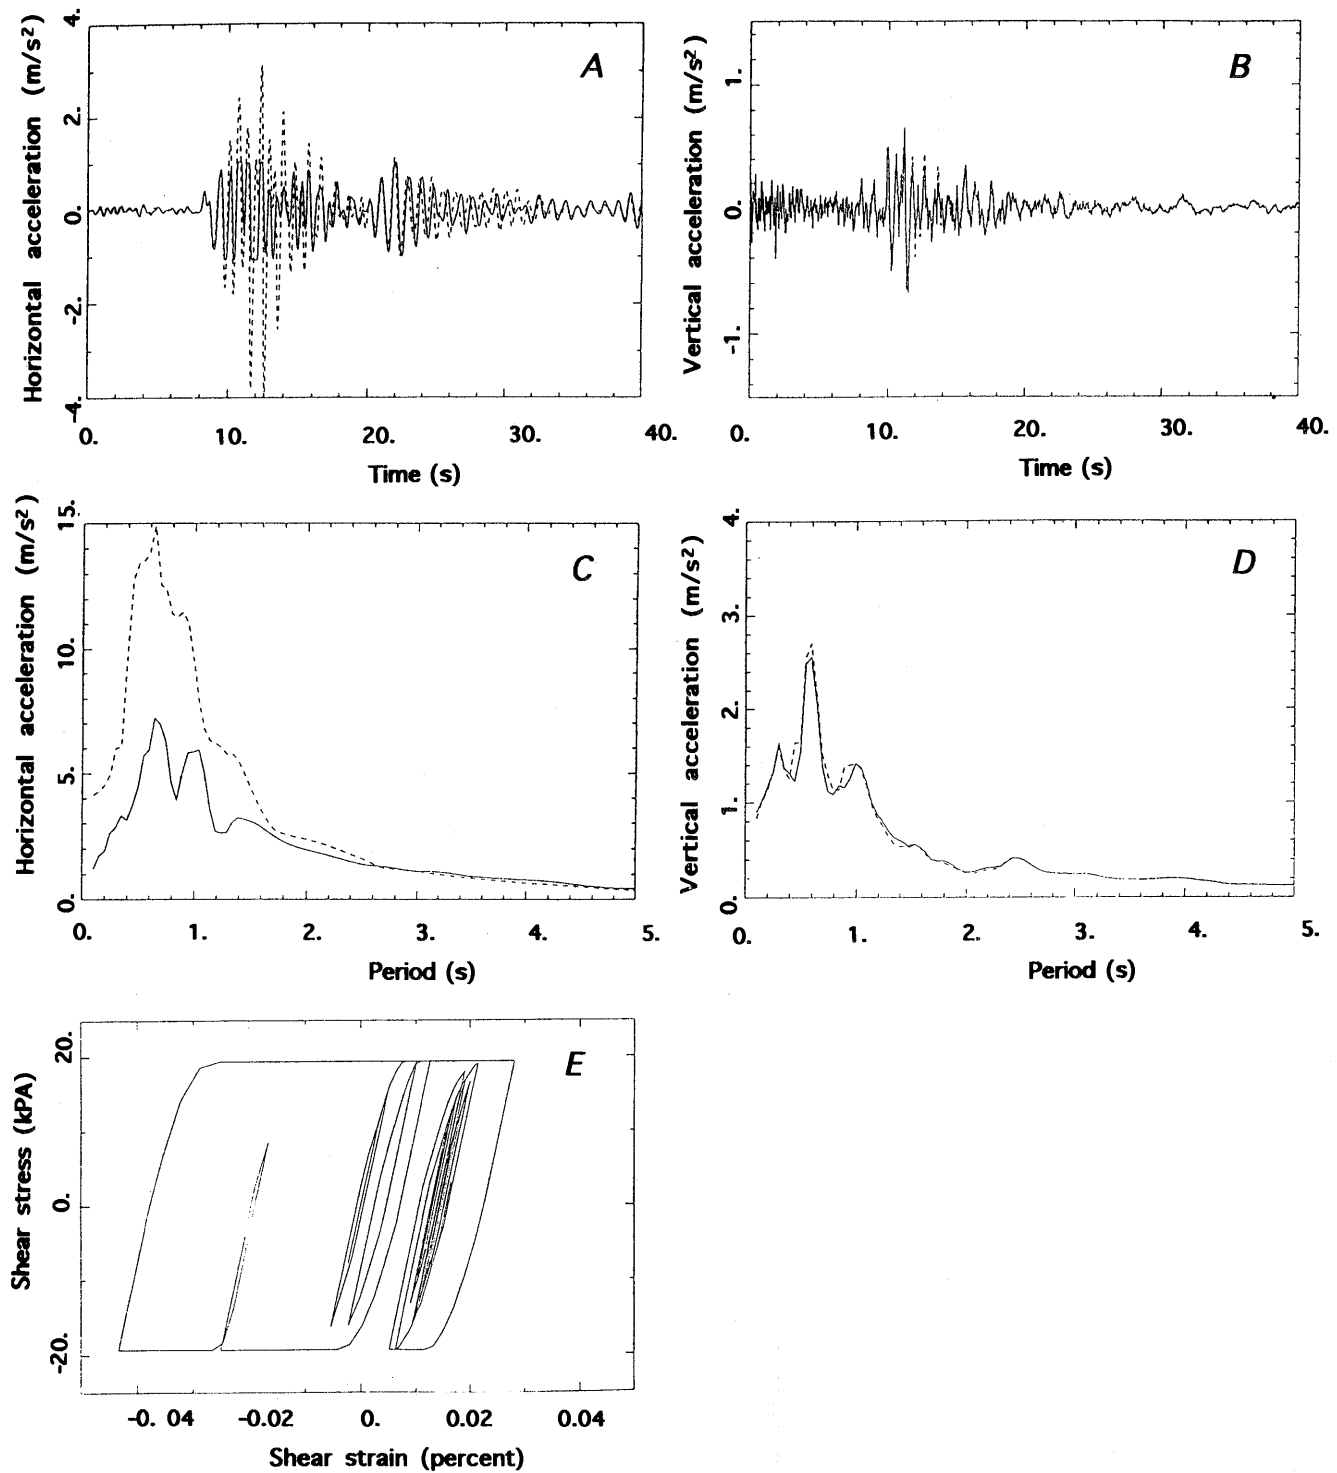 4.
2.
0.
-2.
-4.
Horizontal acceleration (m/s²)
A
0. 10. 20. 30. 40.
Time (s)
1.
0.
-1.
Vertical acceleration (m/s²)
B
0. 10. 20. 30. 40.
Time (s)
15.
10.
5.
0.
Horizontal acceleration (m/s²)
C
0. 1. 2. 3. 4. 5.
Period (s)
4.
3.
2.
1.
0.
Vertical acceleration (m/s²)
D
0. 1. 2. 3. 4. 5.
Period (s)
20.
0.
-20.
Shear stress (kPA)
E
-0. 04 -0.02 0. 0.02 0.04
Shear strain (percent)